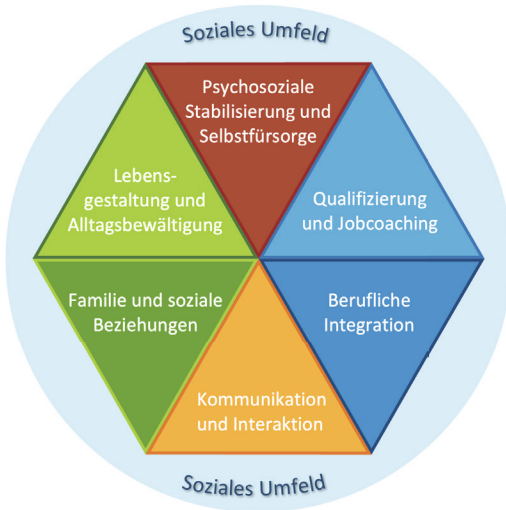 Soziales Umfeld
Psychosoziale
Stabilisierung und
Selbstfürsorge
Lebens-
gestaltung und
Alltagsbewältigung
Qualifizierung
und Jobcoaching
Familie und soziale
Beziehungen
Berufliche
Integration
Kommunikation
und Interaktion
Soziales Umfeld